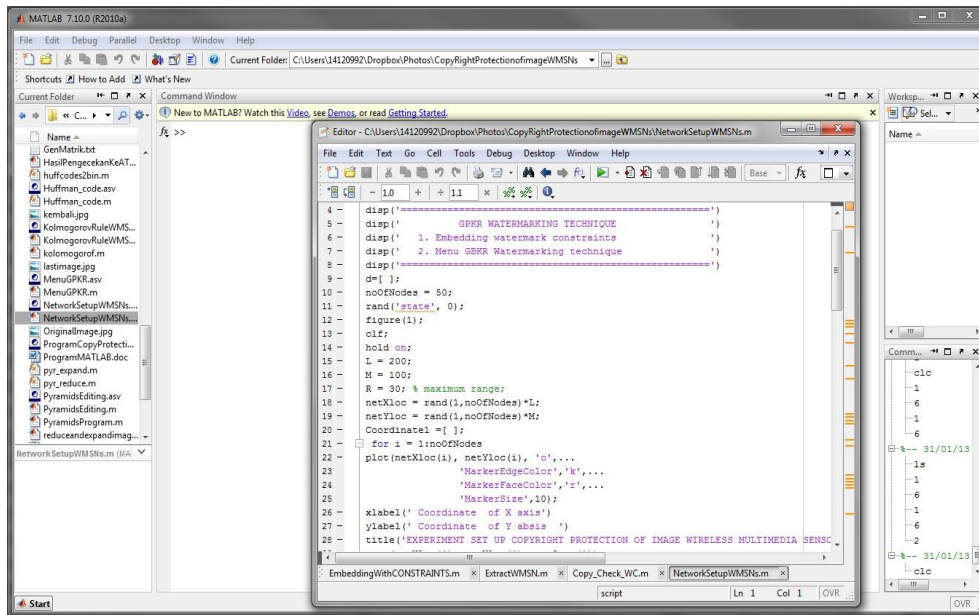 MATLAB 7.10.0 (R2010a)
File Edit Debug Parallel Desktop Window Help
Current Folder: C:\Users\14120992\Dropbox\Photos\CopyRightProtectionofimageWMSNs
Shortcuts How to Add What's New
Current Folder
« C...
Name
GenMatrik.txt
HasilPengecekanKeAT...
huffcodes2bin.m
Huffman_code.asv
Huffman_code.m
kembali.jpg
KolmogorovRuleWMS...
KolmogorovRuleWMS...
kolomogorof.m
lastimage.jpg
MenuGPKR.asv
MenuGPKR.m
NetworkSetupWMSNs....
NetworkSetupWMSNs....
OriginalImage.jpg
ProgramCopyProtecti...
ProgramMATLAB.doc
pyr_expand.m
pyr_reduce.m
PyramidsEditing.asv
PyramidsEditing.m
PyramidsProgram.m
reduceandexpandimag...
NetworkSetupWMSNs.m (MA
Start
Command Window
New to MATLAB? Watch this Video, see Demos, or read Getting Started.
fx >>
Editor - C:\Users\14120992\Dropbox\Photos\CopyRightProtectionofimageWMSNs\NetworkSetupWMSNs.m
File Edit Text Go Cell Tools Debug Desktop Window Help
Base fx
− 1.0 + ÷ 1.1 ×
4 − disp('=====================================================')
5 − disp(' GPKR WATERMARKING TECHNIQUE ')
6 − disp(' 1. Embedding watermark constraints ')
7 − disp(' 2. Menu GBKR Watermarking technique ')
8 − disp('=====================================================')
9 − d=[ ];
10 − noOfNodes = 50;
11 − rand('state', 0);
12 − figure(1);
13 − clf;
14 − hold on;
15 − L = 200;
16 − M = 100;
17 − R = 30; % maximum range;
18 − netXloc = rand(1,noOfNodes)*L;
19 − netYloc = rand(1,noOfNodes)*M;
20 − Coordinate1 =[ ];
21 − for i = 1:noOfNodes
22 − plot(netXloc(i), netYloc(i), 'o',...
23 'MarkerEdgeColor','k',...
24 'MarkerFaceColor','r',...
25 'MarkerSize',10);
26 − xlabel(' Coordinate of X axis')
27 − ylabel(' Coordinate of Y absis ')
28 − title('EXPERIMENT SET UP COPYRIGHT PROTECTION OF IMAGE WIRELESS MULTIMEDIA SENSO
EmbeddingWithCONSTRAINTS.m × ExtractWMSN.m × Copy_Check_WC.m × NetworkSetupWMSNs.m ×
script Ln 1 Col 1 OVR
Worksp...
Sel...
Name
Comm...
clc
1
6
1
6
%-- 31/01/13
ls
1
6
1
6
2
%-- 31/01/13
clc
OVR